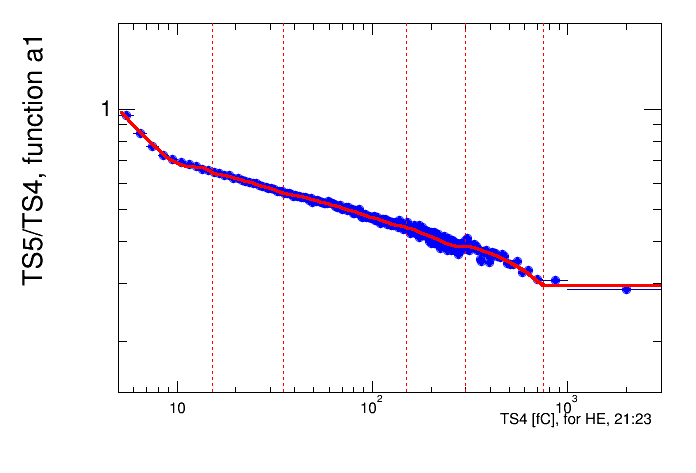 TS5/TS4, function a1
1
10
10²
10³
TS4 [fC], for HE, 21:23